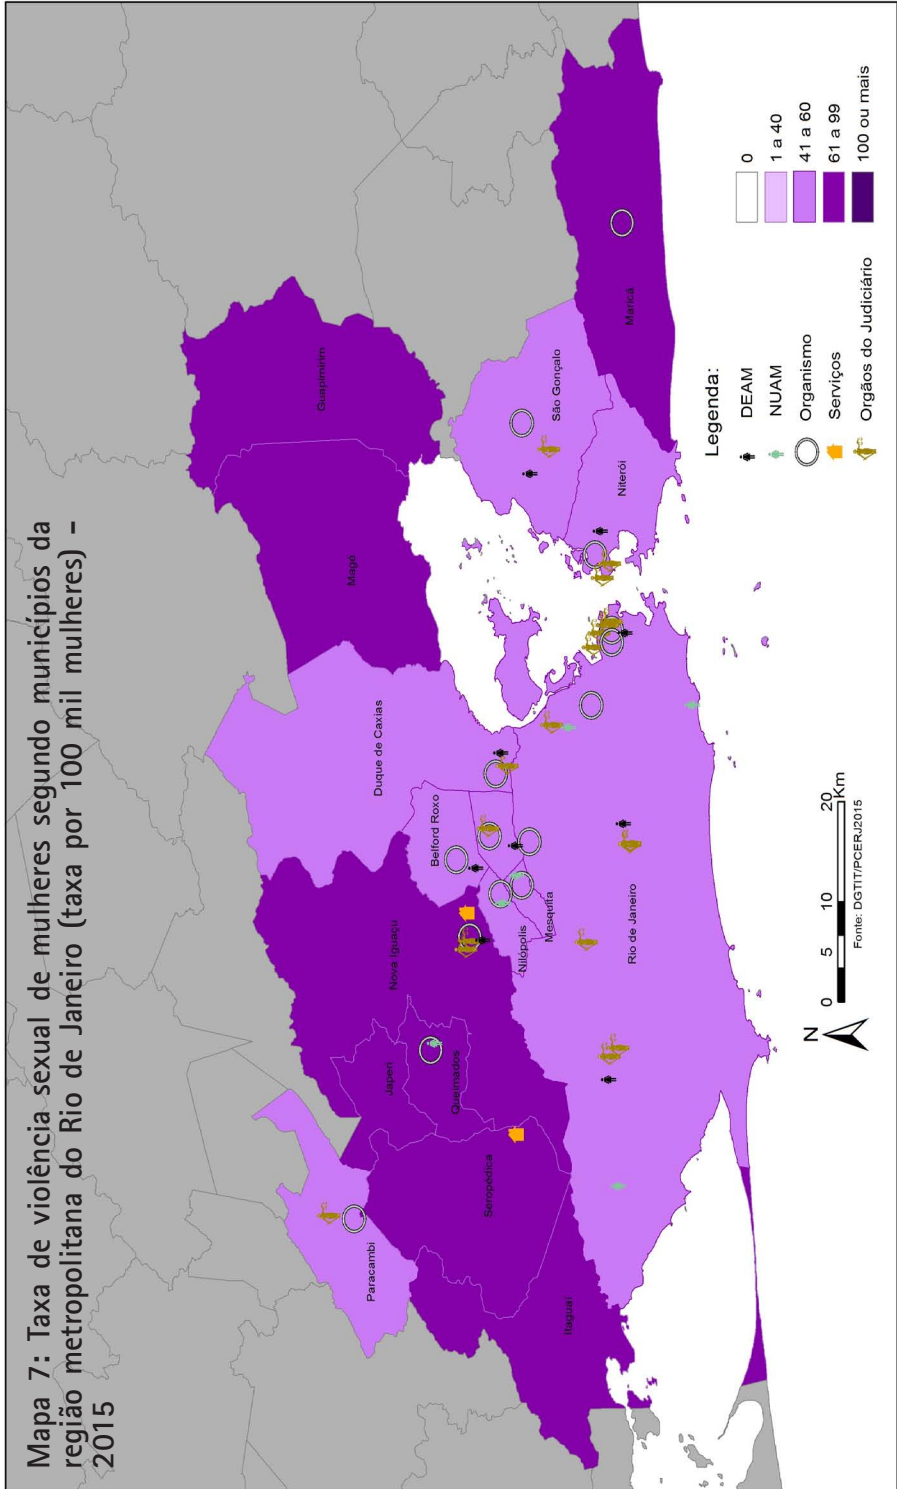 Mapa 7: Taxa de violência sexual de mulheres segundo municípios da
região metropolitana do Rio de Janeiro (taxa por 100 mil mulheres) –
2015
Guapimirim
Magé
Duque de Caxias
Belford Roxo
Nova Iguaçu
Japeri
Queimados
Seropédica
Paracambi
Itaguaí
Nilópolis
Mesquita
Rio de Janeiro
São Gonçalo
Niterói
Maricá
Legenda:
DEAM
NUAM
Organismo
Serviços
Orgãos do Judiciário
0
1 a 40
41 a 60
61 a 99
100 ou mais
N
0 5 10 20
Km
Fonte: DGTIT/PCERJ2015